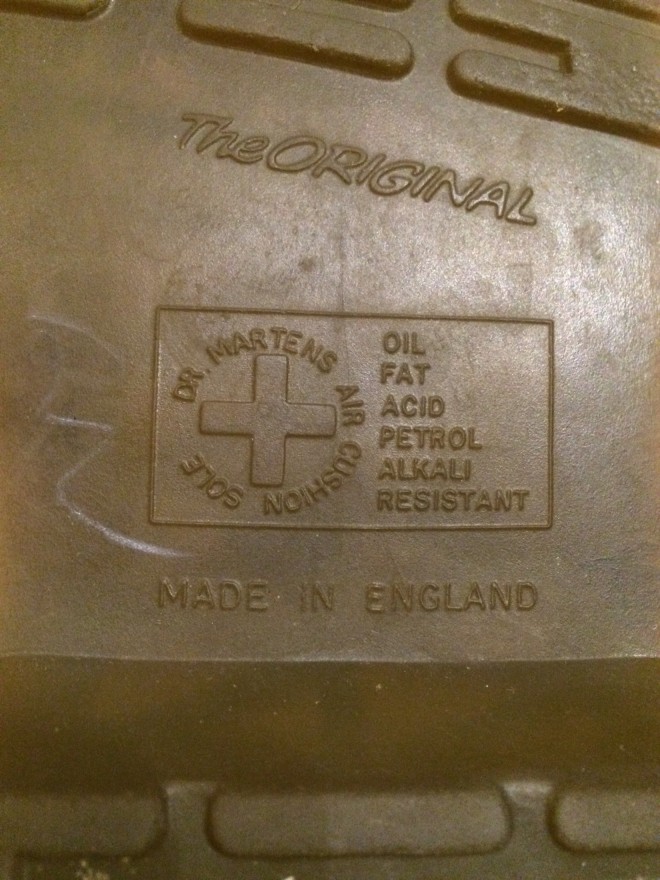 The ORIGINAL
DR. MARTENS AIR CUSHION SOLE
OIL
FAT
ACID
PETROL
ALKALI
RESISTANT
MADE IN ENGLAND